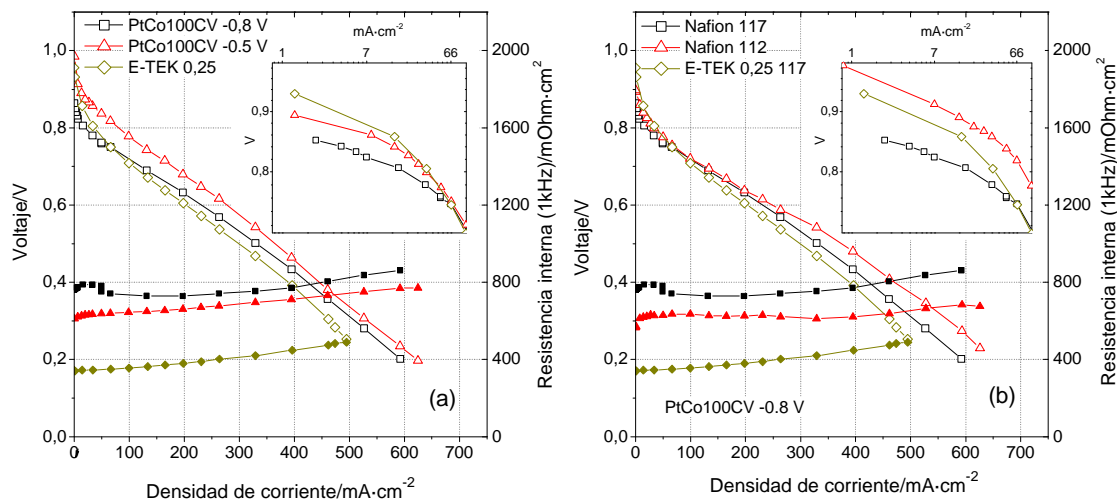 PtCo100CV -0,8 V
PtCo100CV -0.5 V
E-TEK 0,25
mA·cm-2
1 7 66
0,9
0,8
V
1,0
0,8
0,6
0,4
0,2
0,0
Voltaje/V
2000
1600
1200
800
400
0
Resistencia interna (1kHz)/mOhm·cm2
(a)
0 100 200 300 400 500 600 700
Densidad de corriente/mA·cm-2
Nafion 117
Nafion 112
E-TEK 0,25 117
mA·cm-2
1 7 66
0,9
0,8
V
1,0
0,8
0,6
0,4
0,2
0,0
Voltaje/V
2000
1600
1200
800
400
0
Resistencia interna (1kHz)/mOhm·cm2
PtCo100CV -0.8 V
(b)
0 100 200 300 400 500 600 700
Densidad de corriente/mA·cm-2